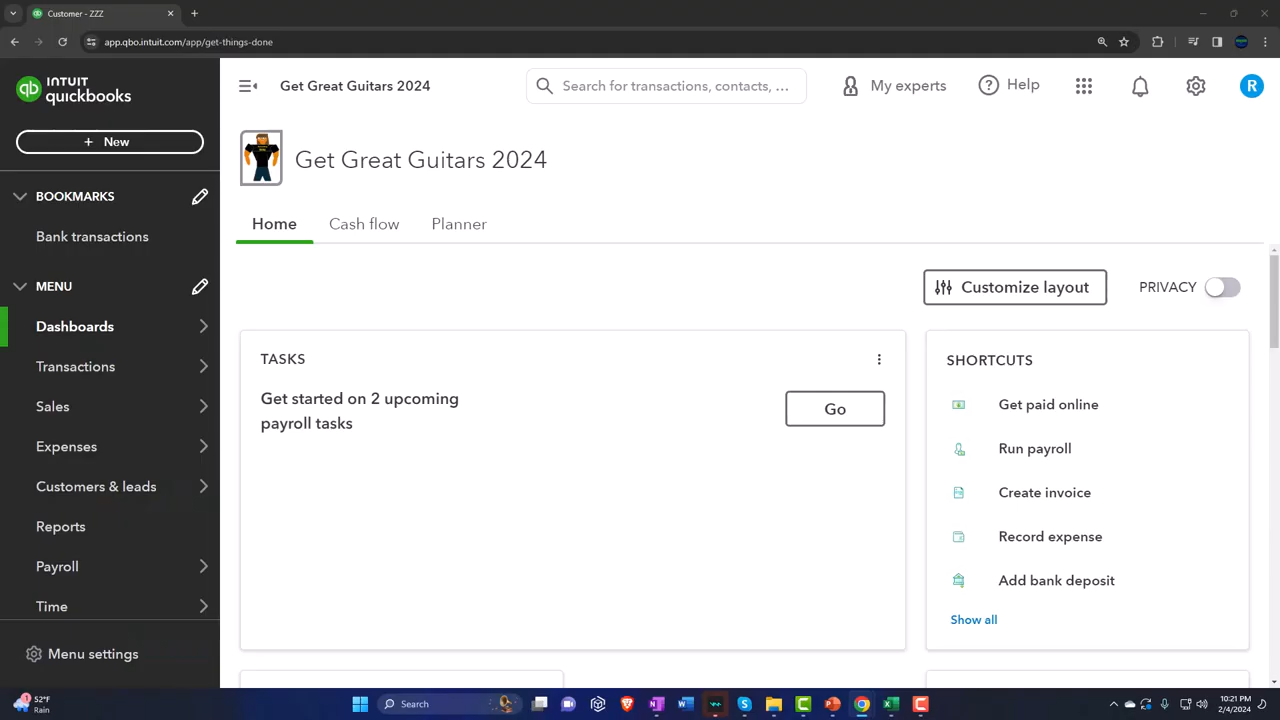 Customer - ZZZ
app.qbo.intuit.com/app/get-things-done
INTUIT
quickbooks
qb
Get Great Guitars 2024
Search for transactions, contacts, ...
My experts
Help
R
+ New
Get Great Guitars 2024
BOOKMARKS
Bank transactions
Home
Cash flow
Planner
MENU
Customize layout
PRIVACY
Dashboards
Transactions
Sales
Expenses
Customers & leads
Reports
Payroll
Time
Menu settings
TASKS
Get started on 2 upcoming
payroll tasks
Go
SHORTCUTS
Get paid online
Run payroll
Create invoice
Record expense
Add bank deposit
Show all
1
52°F
Rain
Search
10:21 PM
2/4/2024